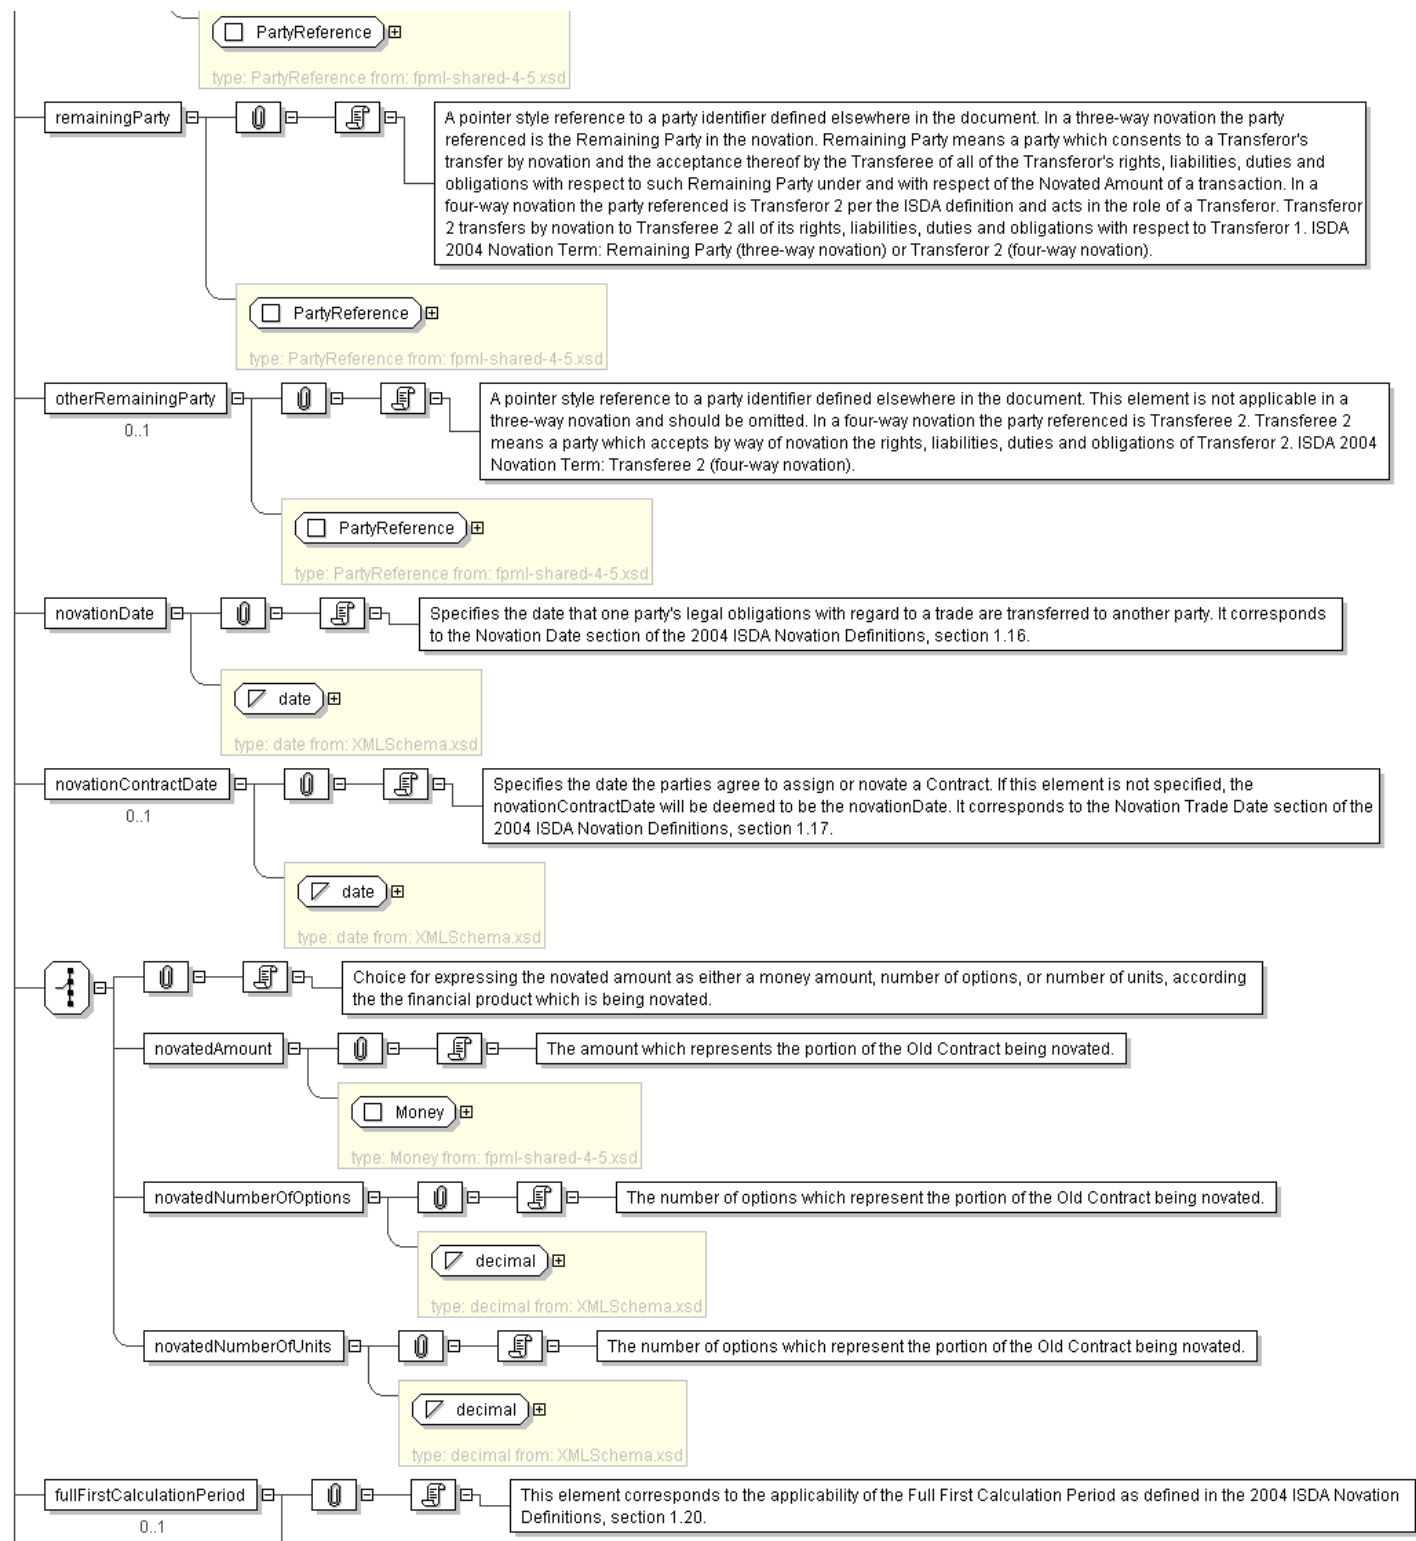 PartyReference
type: PartyReference from: fpml-shared-4-5.xsd
remainingParty
A pointer style reference to a party identifier defined elsewhere in the document. In a three-way novation the party
referenced is the Remaining Party in the novation. Remaining Party means a party which consents to a Transferor's
transfer by novation and the acceptance thereof by the Transferee of all of the Transferor's rights, liabilities, duties and
obligations with respect to such Remaining Party under and with respect of the Novated Amount of a transaction. In a
four-way novation the party referenced is Transferor 2 per the ISDA definition and acts in the role of a Transferor. Transferor
2 transfers by novation to Transferee 2 all of its rights, liabilities, duties and obligations with respect to Transferor 1. ISDA
2004 Novation Term: Remaining Party (three-way novation) or Transferor 2 (four-way novation).
PartyReference
type: PartyReference from: fpml-shared-4-5.xsd
otherRemainingParty
0..1
A pointer style reference to a party identifier defined elsewhere in the document. This element is not applicable in a
three-way novation and should be omitted. In a four-way novation the party referenced is Transferee 2. Transferee 2
means a party which accepts by way of novation the rights, liabilities, duties and obligations of Transferor 2. ISDA 2004
Novation Term: Transferee 2 (four-way novation).
PartyReference
type: PartyReference from: fpml-shared-4-5.xsd
novationDate
Specifies the date that one party's legal obligations with regard to a trade are transferred to another party. It corresponds
to the Novation Date section of the 2004 ISDA Novation Definitions, section 1.16.
date
type: date from: XMLSchema.xsd
novationContractDate
0..1
Specifies the date the parties agree to assign or novate a Contract. If this element is not specified, the
novationContractDate will be deemed to be the novationDate. It corresponds to the Novation Trade Date section of the
2004 ISDA Novation Definitions, section 1.17.
date
type: date from: XMLSchema.xsd
Choice for expressing the novated amount as either a money amount, number of options, or number of units, according
the the financial product which is being novated.
novatedAmount
The amount which represents the portion of the Old Contract being novated.
Money
type: Money from: fpml-shared-4-5.xsd
novatedNumberOfOptions
The number of options which represent the portion of the Old Contract being novated.
decimal
type: decimal from: XMLSchema.xsd
novatedNumberOfUnits
The number of options which represent the portion of the Old Contract being novated.
decimal
type: decimal from: XMLSchema.xsd
fullFirstCalculationPeriod
0..1
This element corresponds to the applicability of the Full First Calculation Period as defined in the 2004 ISDA Novation
Definitions, section 1.20.